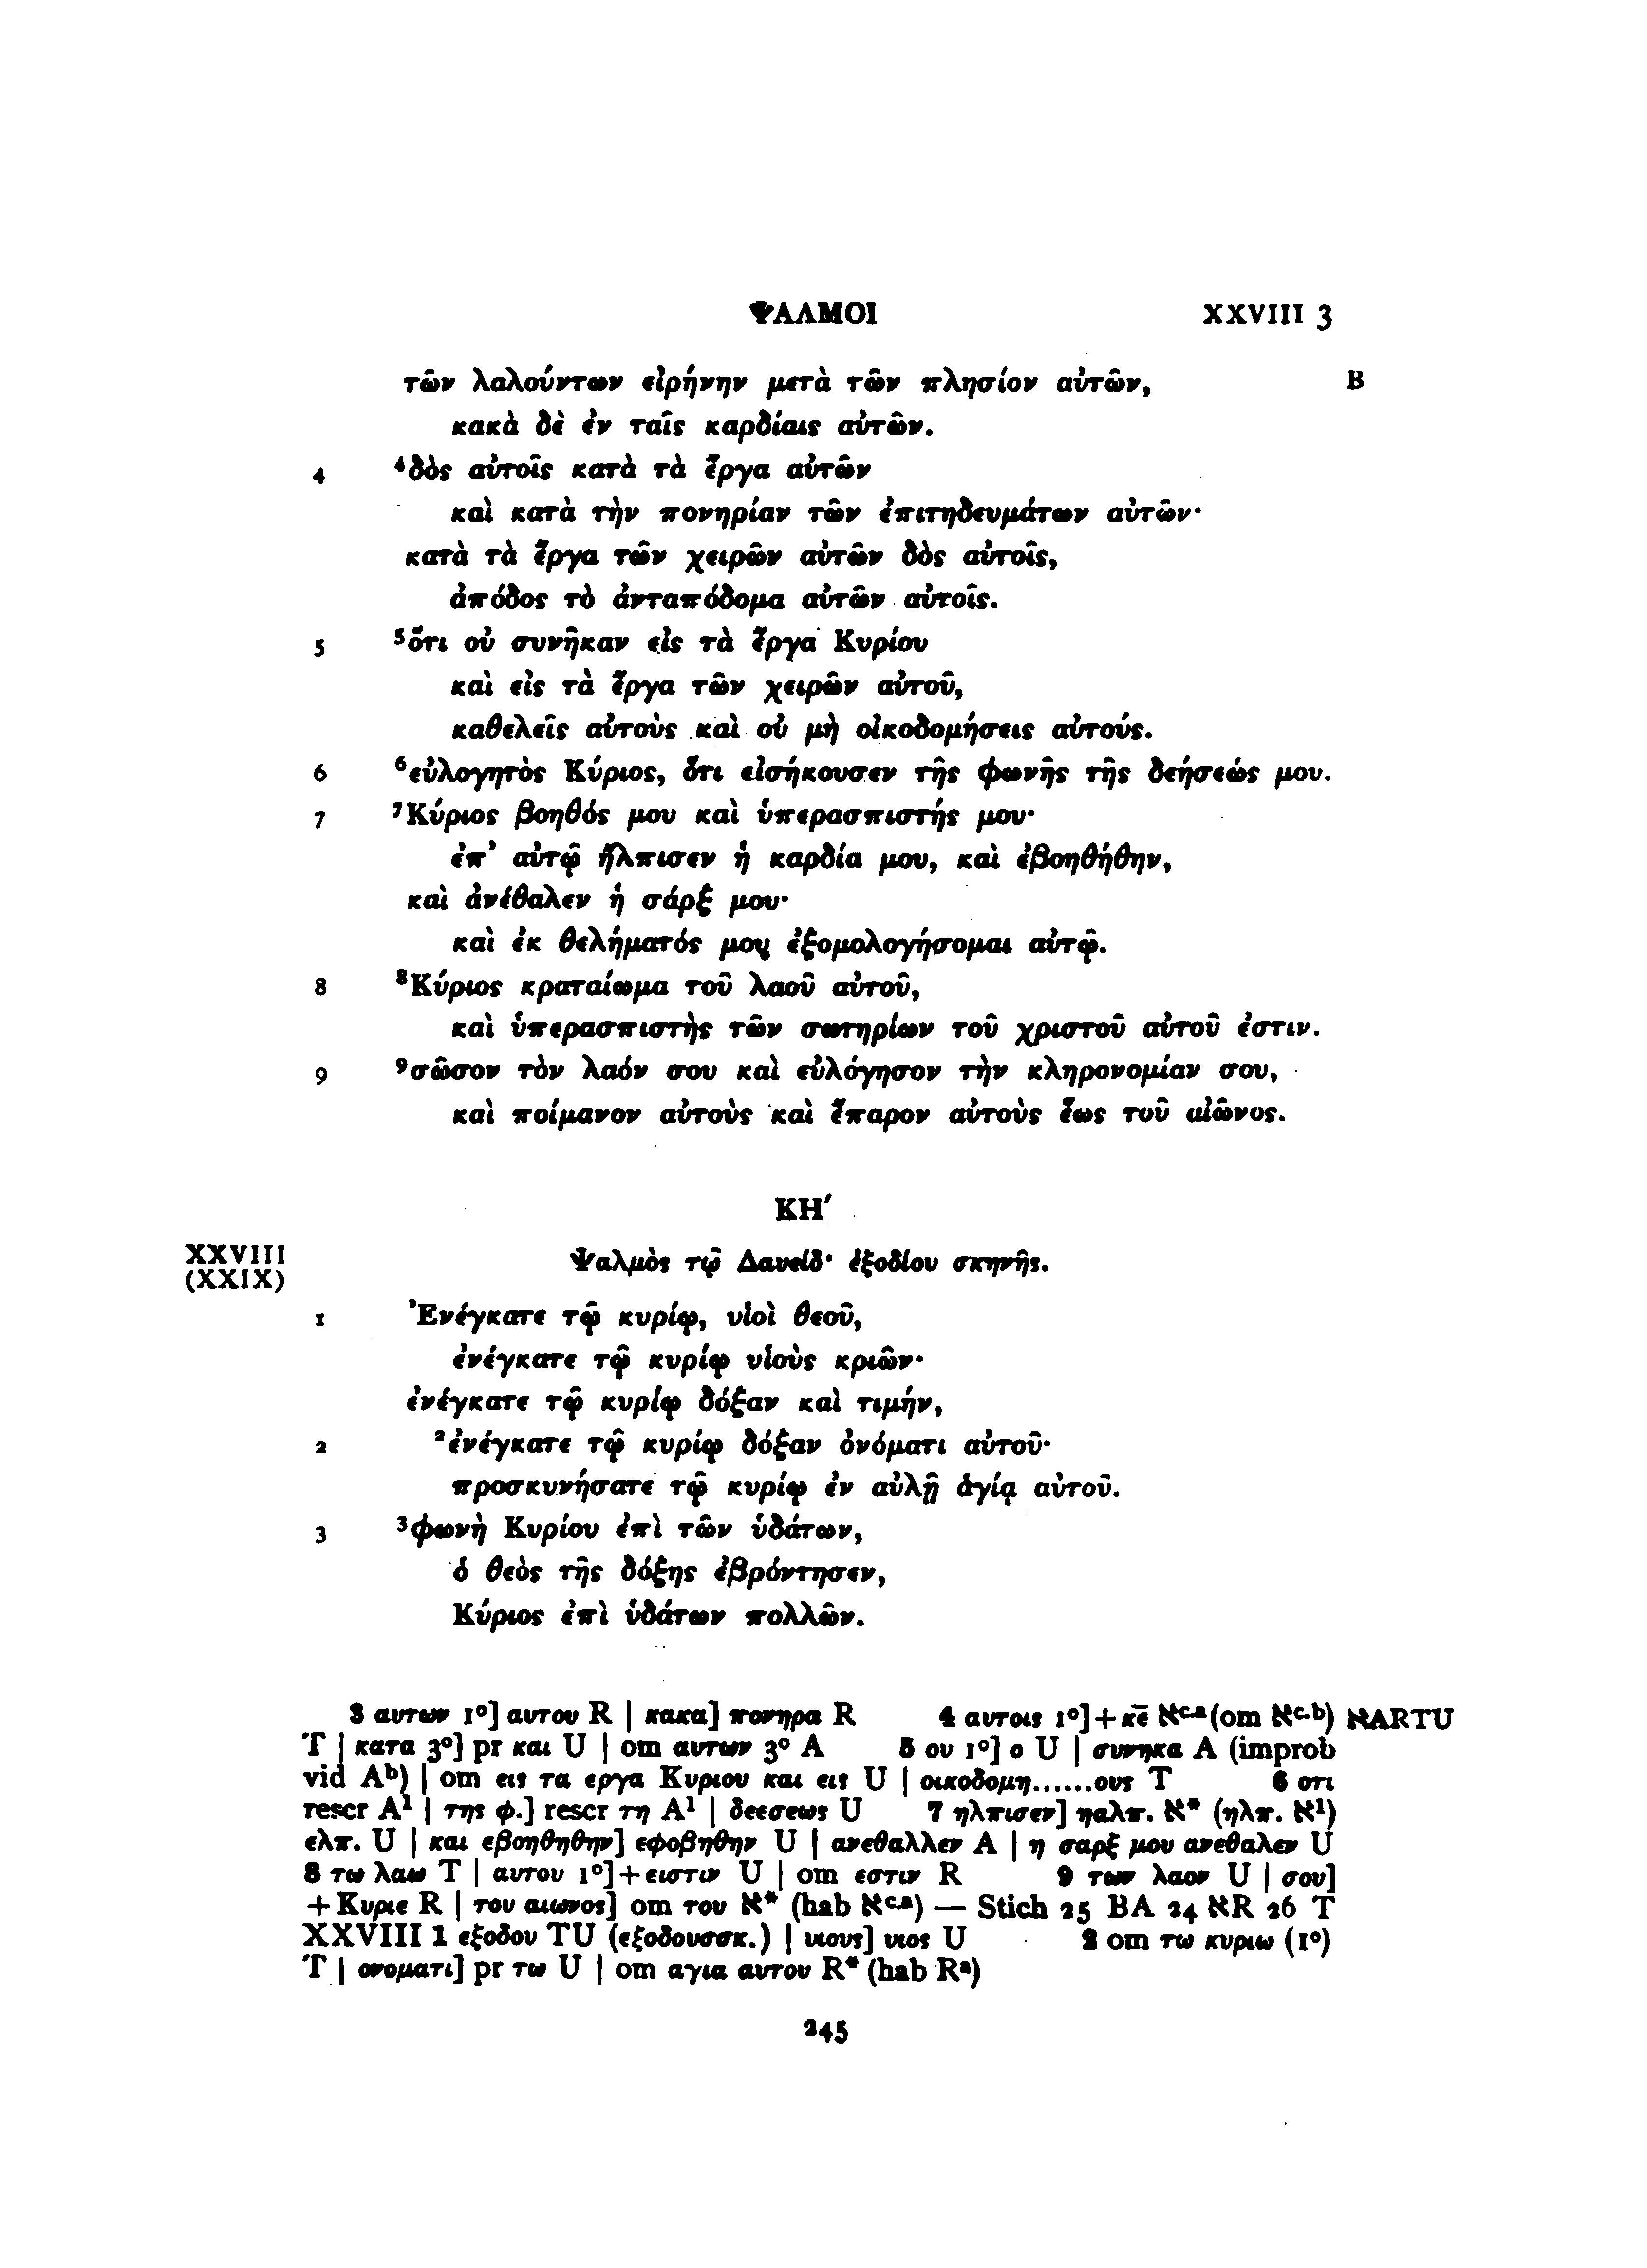 ΨΑΛΜΟΙ XXVIII 3
τῶν λαλούντων εἰρήνην μετὰ τῶν πλησίον αὐτῶν, B
κακὰ δὲ ἐν ταῖς καρδίαις αὐτῶν.
4 ⁴δὸς αὐτοῖς κατὰ τὰ ἔργα αὐτῶν
καὶ κατὰ τὴν πονηρίαν τῶν ἐπιτηδευμάτων αὐτῶν·
κατὰ τὰ ἔργα τῶν χειρῶν αὐτῶν δὸς αὐτοῖς,
ἀπόδος τὸ ἀνταπόδομα αὐτῶν αὐτοῖς.
5 ⁵ὅτι οὐ συνῆκαν εἰς τὰ ἔργα Κυρίου
καὶ εἰς τὰ ἔργα τῶν χειρῶν αὐτοῦ,
καθελεῖς αὐτοὺς καὶ οὐ μὴ οἰκοδομήσεις αὐτούς.
6 ⁶εὐλογητὸς Κύριος, ὅτι εἰσήκουσεν τῆς φωνῆς τῆς δεήσεώς μου.
7 ⁷Κύριος βοηθός μου καὶ ὑπερασπιστής μου·
ἐπ’ αὐτῷ ἤλπισεν ἡ καρδία μου, καὶ ἐβοηθήθην,
καὶ ἀνέθαλεν ἡ σάρξ μου·
καὶ ἐκ θελήματός μου ἐξομολογήσομαι αὐτῷ.
8 ⁸Κύριος κραταίωμα τοῦ λαοῦ αὐτοῦ,
καὶ ὑπερασπιστὴς τῶν σωτηρίων τοῦ χριστοῦ αὐτοῦ ἐστιν.
9 ⁹σῶσον τὸν λαόν σου καὶ εὐλόγησον τὴν κληρονομίαν σου,
καὶ ποίμανον αὐτοὺς καὶ ἔπαρον αὐτοὺς ἕως τοῦ αἰῶνος.
ΚΗ′
XXVIII
(XXIX)
Ψαλμὸς τῷ Δαυείδ· ἐξοδίου σκηνῆς.
1 Ἐνέγκατε τῷ κυρίῳ, υἱοὶ θεοῦ,
ἐνέγκατε τῷ κυρίῳ υἱοὺς κριῶν·
ἐνέγκατε τῷ κυρίῳ δόξαν καὶ τιμήν,
2 ²ἐνέγκατε τῷ κυρίῳ δόξαν ὀνόματι αὐτοῦ·
προσκυνήσατε τῷ κυρίῳ ἐν αὐλῇ ἁγίᾳ αὐτοῦ.
3 ³φωνὴ Κυρίου ἐπὶ τῶν ὑδάτων,
ὁ θεὸς τῆς δόξης ἐβρόντησεν,
Κύριος ἐπὶ ὑδάτων πολλῶν.
3 αυτων 1°] αυτου R | κακα] πονηρα R 4 αυτοις 1°]+κ̅ε̅ ℵᶜ·ᵃ (om ℵᶜ·ᵇ) ℵARTU
T | κατα 3°] pr και U | om αυτων 3° A 5 ου 1°] ο U | συνηκα A (improb
vid Aᵇ) | om εις τα εργα Κυριου και εις U | οικοδομη......ους T 6 οτι
rescr A¹ | της φ.] rescr τη A¹ | δεεσεως U 7 ηλπισεν] ηαλπ. ℵ* (ηλπ. ℵ¹)
ελπ. U | και εβοηθηθην] εφοβηθην U | ανεθαλλεν A | η σαρξ μου ανεθαλεν U
8 τω λαω T | αυτου 1°]+ειστιν U | om εστιν R 9 των λαον U | σου]
+Κυριε R | του αιωνος] om του ℵ* (hab ℵᶜ·ᵃ) — Stich 25 BA 24 ℵR 26 T
XXVIII 1 εξοδου TU (εξοδουσσκ.) | υιους] υιος U 2 om τω κυριω (1°)
T | ονοματι] pr τω U | om αγια αυτου R* (hab Rᵃ)
245